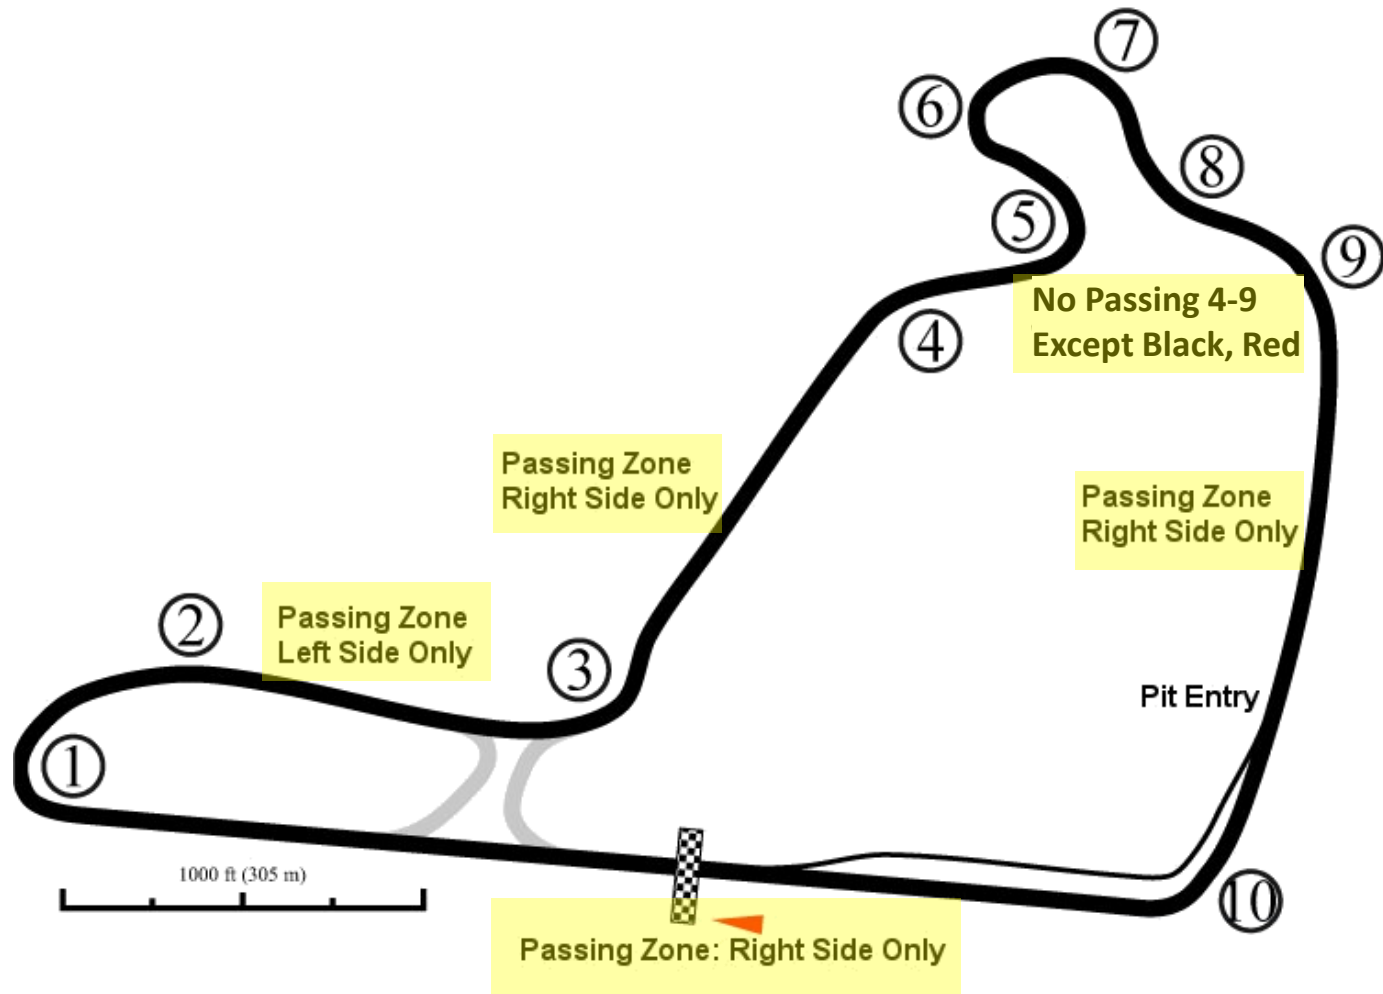 7
6
8
5
9
No Passing 4-9
Except Black, Red
4
Passing Zone
Right Side Only
Passing Zone
Right Side Only
2
Passing Zone
Left Side Only
3
Pit Entry
1
1000 ft (305 m)
10
Passing Zone: Right Side Only